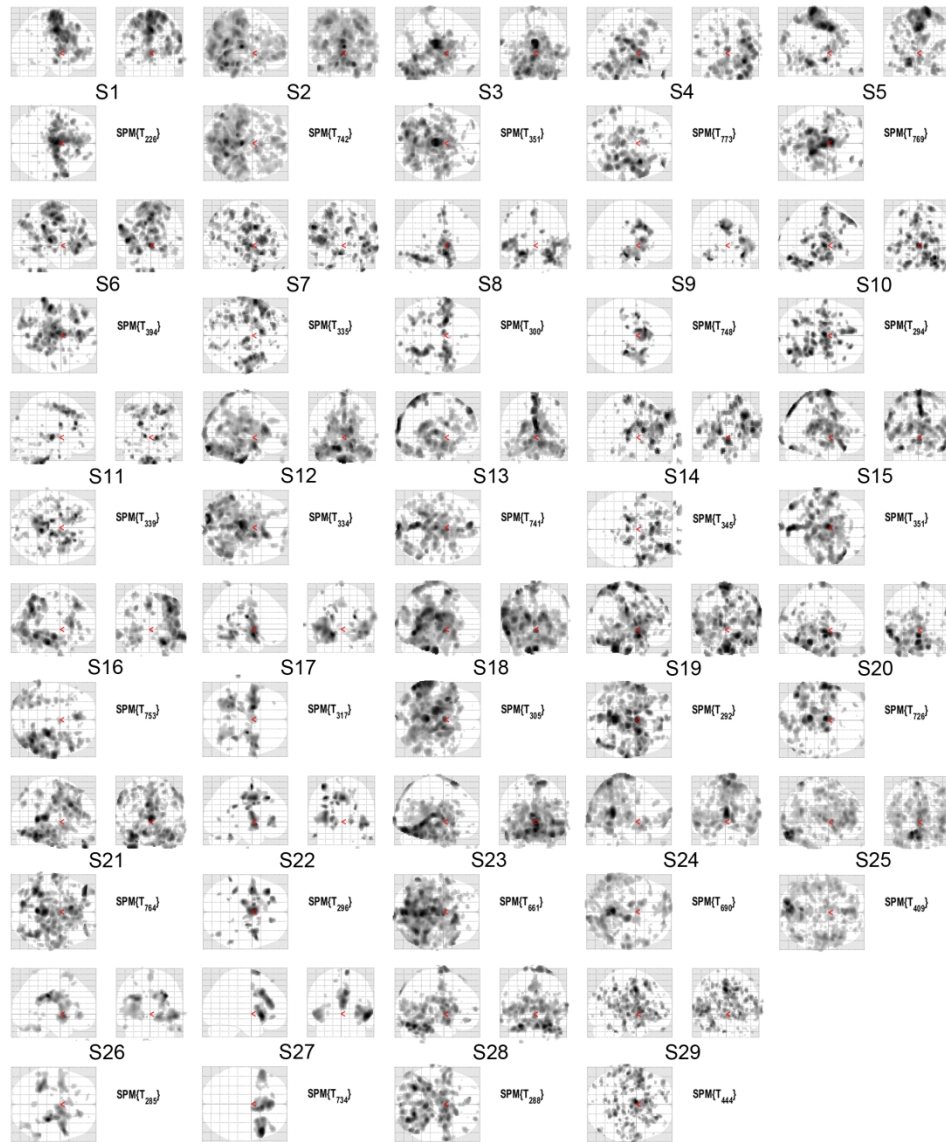 S1 S2 S3 S4 S5
SPM{T226} SPM{T742} SPM{T351} SPM{T773} SPM{T769}
S6 S7 S8 S9 S10
SPM{T394} SPM{T335} SPM{T300} SPM{T748} SPM{T294}
S11 S12 S13 S14 S15
SPM{T339} SPM{T334} SPM{T741} SPM{T345} SPM{T351}
S16 S17 S18 S19 S20
SPM{T753} SPM{T317} SPM{T305} SPM{T292} SPM{T726}
S21 S22 S23 S24 S25
SPM{T764} SPM{T296} SPM{T661} SPM{T690} SPM{T409}
S26 S27 S28 S29
SPM{T285} SPM{T734} SPM{T288} SPM{T444}